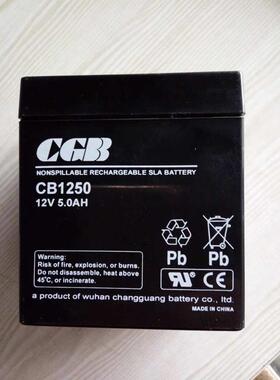 CGB
NONSPILLABLE RECHARGEABLE SLA BATTERY
CB1250
12V 5.0AH
Pb Pb
Warning:
Risk of fire, explosion, or burns.
Do not disassemble, heat above
45°C, or incinerate.
a product of wuhan changguang battery co., ltd.
MADE IN CHINA